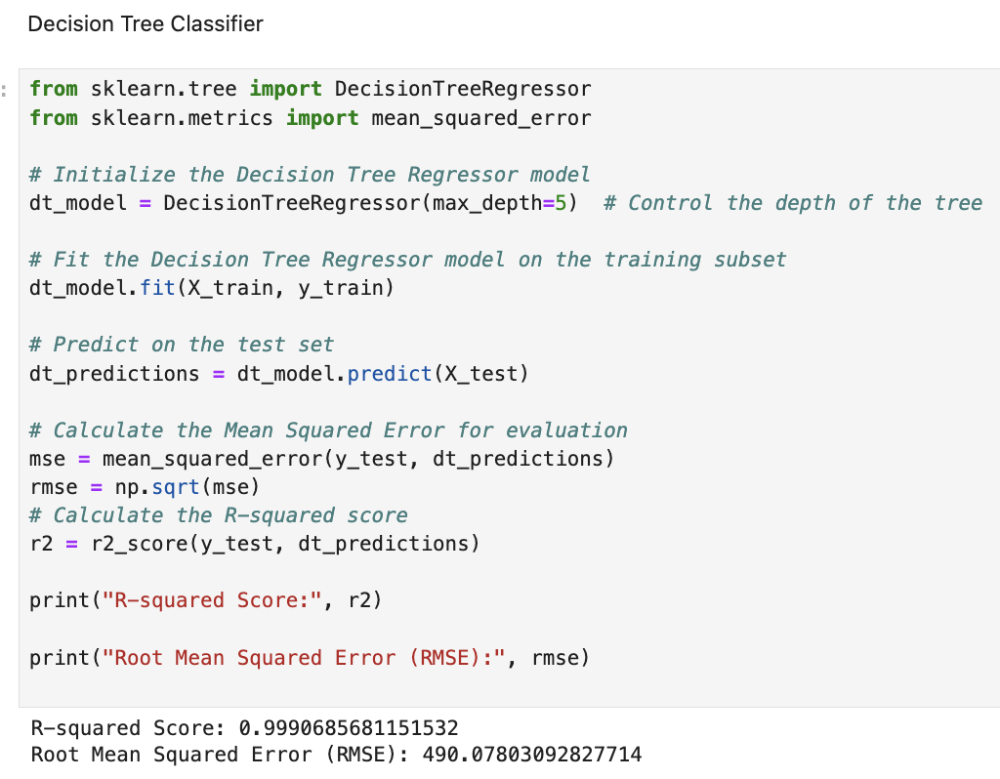 Decision Tree Classifier
:
from sklearn.tree import DecisionTreeRegressor
from sklearn.metrics import mean_squared_error
# Initialize the Decision Tree Regressor model
dt_model = DecisionTreeRegressor(max_depth=5)  # Control the depth of the tree
# Fit the Decision Tree Regressor model on the training subset
dt_model.fit(X_train, y_train)
# Predict on the test set
dt_predictions = dt_model.predict(X_test)
# Calculate the Mean Squared Error for evaluation
mse = mean_squared_error(y_test, dt_predictions)
rmse = np.sqrt(mse)
# Calculate the R-squared score
r2 = r2_score(y_test, dt_predictions)
print("R-squared Score:", r2)
print("Root Mean Squared Error (RMSE):", rmse)
R-squared Score: 0.9990685681151532
Root Mean Squared Error (RMSE): 490.07803092827714